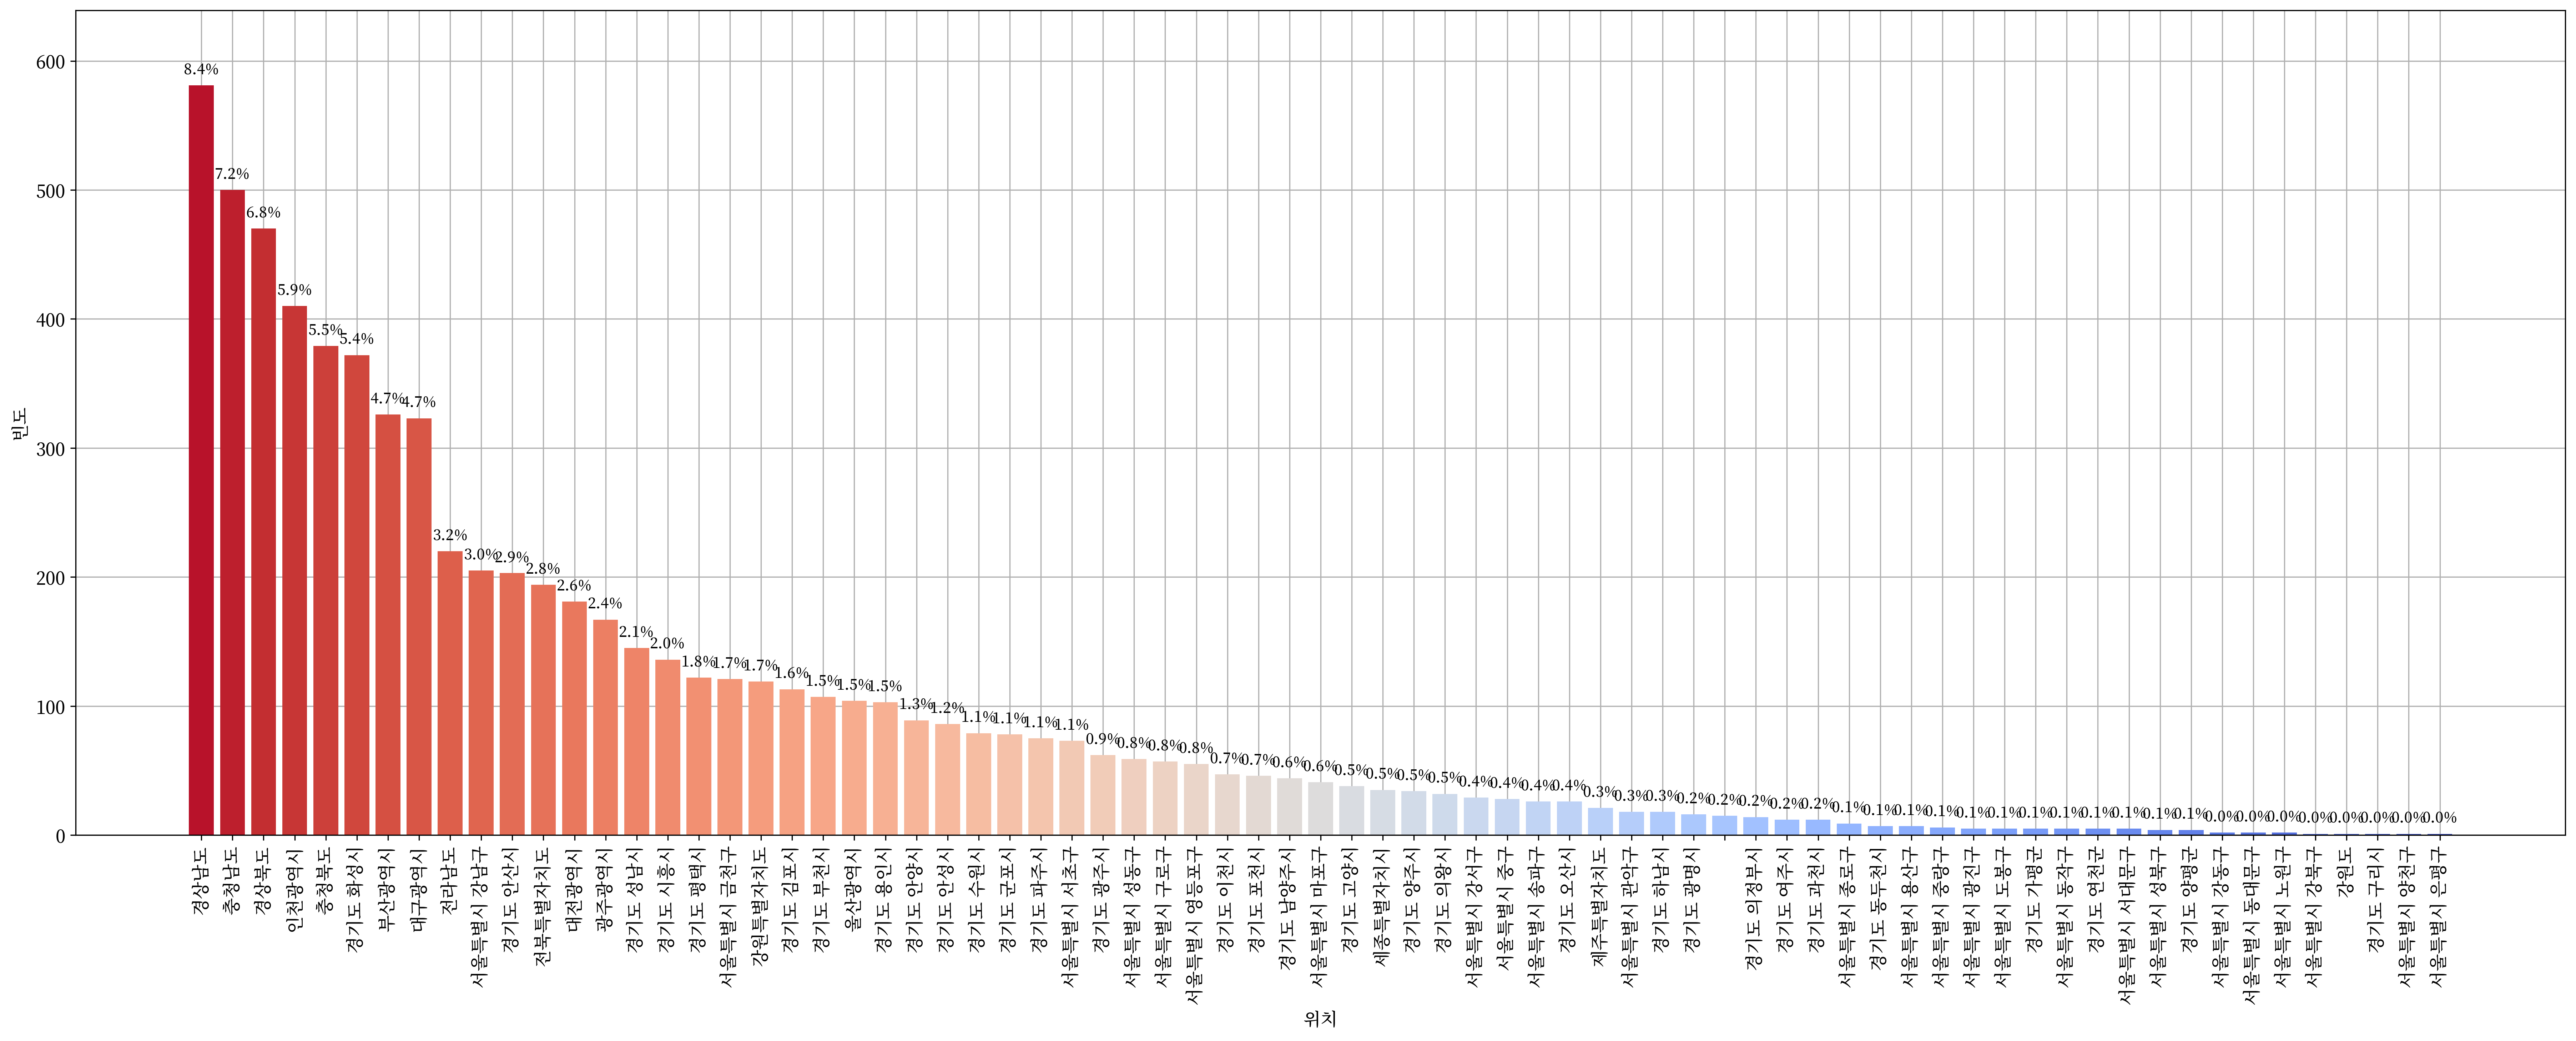 빈도
600
500
400
300
200
100
0
8.4%
7.2%
6.8%
5.9%
5.5%
5.4%
4.7%
4.7%
3.2%
3.0%
2.9%
2.8%
2.6%
2.4%
2.1%
2.0%
1.8%
1.7%
1.7%
1.6%
1.5%
1.5%
1.5%
1.3%
1.2%
1.1%
1.1%
1.1%
1.1%
0.9%
0.8%
0.8%
0.8%
0.7%
0.7%
0.6%
0.6%
0.5%
0.5%
0.5%
0.5%
0.4%
0.4%
0.4%
0.4%
0.3%
0.3%
0.3%
0.2%
0.2%
0.2%
0.2%
0.2%
0.1%
0.1%
0.1%
0.1%
0.1%
0.1%
0.1%
0.1%
0.1%
0.1%
0.1%
0.1%
0.0%
0.0%
0.0%
0.0%
0.0%
0.0%
0.0%
0.0%
경상남도
충청남도
경상북도
인천광역시
충청북도
경기도 화성시
부산광역시
대구광역시
전라남도
서울특별시 강남구
경기도 안산시
전북특별자치도
대전광역시
광주광역시
경기도 성남시
경기도 시흥시
경기도 평택시
서울특별시 금천구
강원특별자치도
경기도 김포시
경기도 부천시
울산광역시
경기도 용인시
경기도 안양시
경기도 안성시
경기도 수원시
경기도 군포시
경기도 파주시
서울특별시 서초구
경기도 광주시
서울특별시 성동구
서울특별시 구로구
서울특별시 영등포구
경기도 이천시
경기도 포천시
경기도 남양주시
서울특별시 마포구
경기도 고양시
세종특별자치시
경기도 양주시
경기도 의왕시
서울특별시 강서구
서울특별시 중구
서울특별시 송파구
경기도 오산시
제주특별자치도
서울특별시 관악구
경기도 하남시
경기도 광명시
경기도 의정부시
경기도 여주시
경기도 과천시
서울특별시 종로구
경기도 동두천시
서울특별시 용산구
서울특별시 중랑구
서울특별시 광진구
서울특별시 도봉구
경기도 가평군
서울특별시 동작구
경기도 연천군
서울특별시 서대문구
서울특별시 성북구
경기도 양평군
서울특별시 강동구
서울특별시 동대문구
서울특별시 노원구
서울특별시 강북구
강원도
경기도 구리시
서울특별시 양천구
서울특별시 은평구
위치